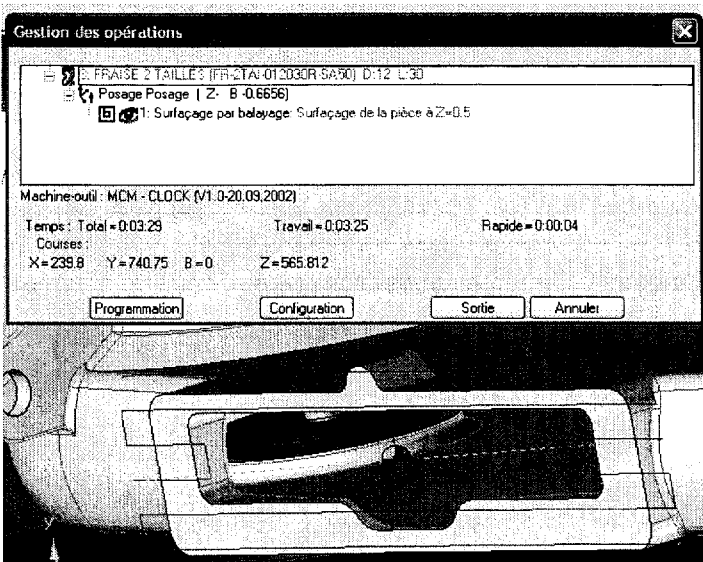 Gestion des opérations
FRAISE 2 TAILLES (FR-2TAI-012030R-SA50) D:12 L:30
Posage Posage ( Z- B -0.6656)
1: Surfaçage par balayage: Surfaçage de la pièce à Z=0.5
Machine-outil : MCM - CLOCK (V1.0-20.09.2002)
Temps : Total = 0:03:29 Travail = 0:03:25 Rapide = 0:00:04
Courses :
X=239.8 Y=740.75 B=0 Z=565.812
Programmation Configuration Sortie Annuler
Y